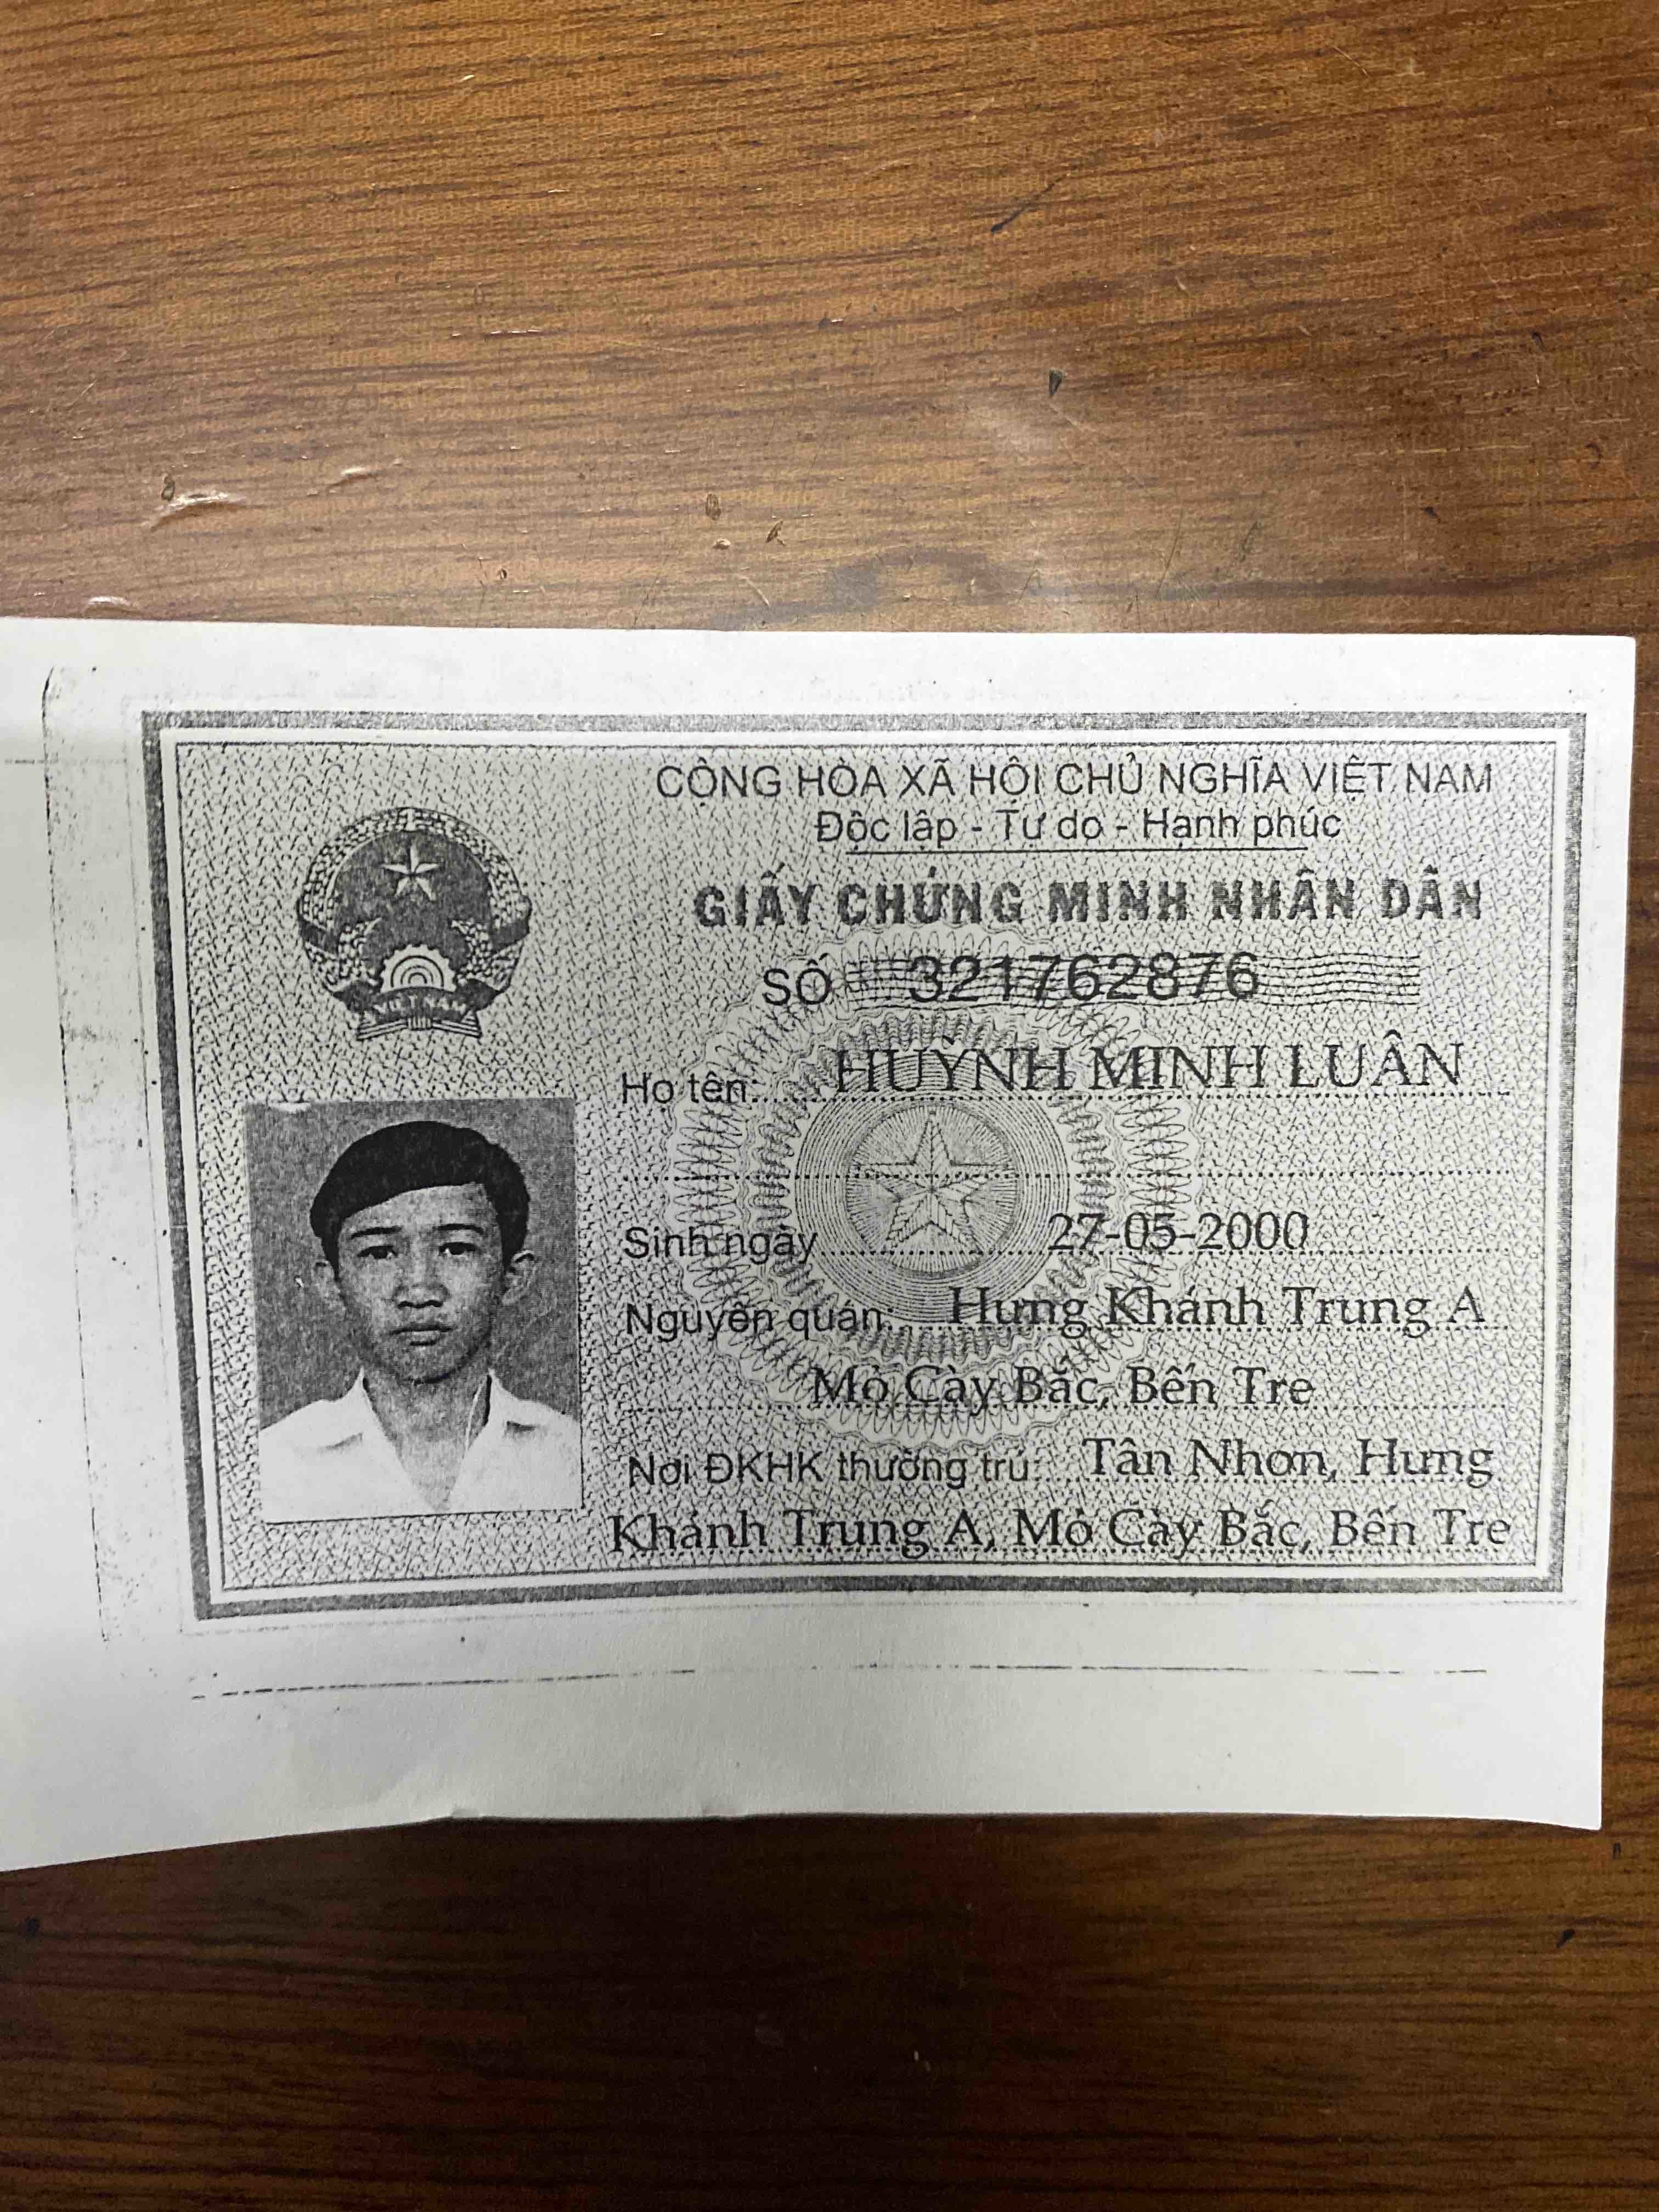 CỘNG HÒA XÃ HỘI CHỦ NGHĨA VIỆT NAM
Độc lập - Tự do - Hạnh phúc
GIẤY CHỨNG MINH NHÂN DÂN
SỐ 321762876
VIỆT NAM
Họ tên: HUỲNH MINH LUÂN
Sinh ngày 27-05-2000
Nguyên quán: Hưng Khánh Trung A
Mỏ Cày Bắc, Bến Tre
Nơi ĐKHK thường trú: Tân Nhơn, Hưng
Khánh Trung A, Mỏ Cày Bắc, Bến Tre